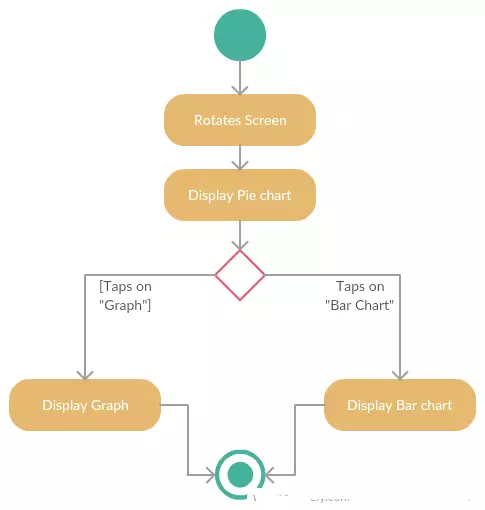 Rotates Screen
Display Pie chart
[Taps on
"Graph"]
Taps on
"Bar Chart"
Display Graph
Display Bar chart